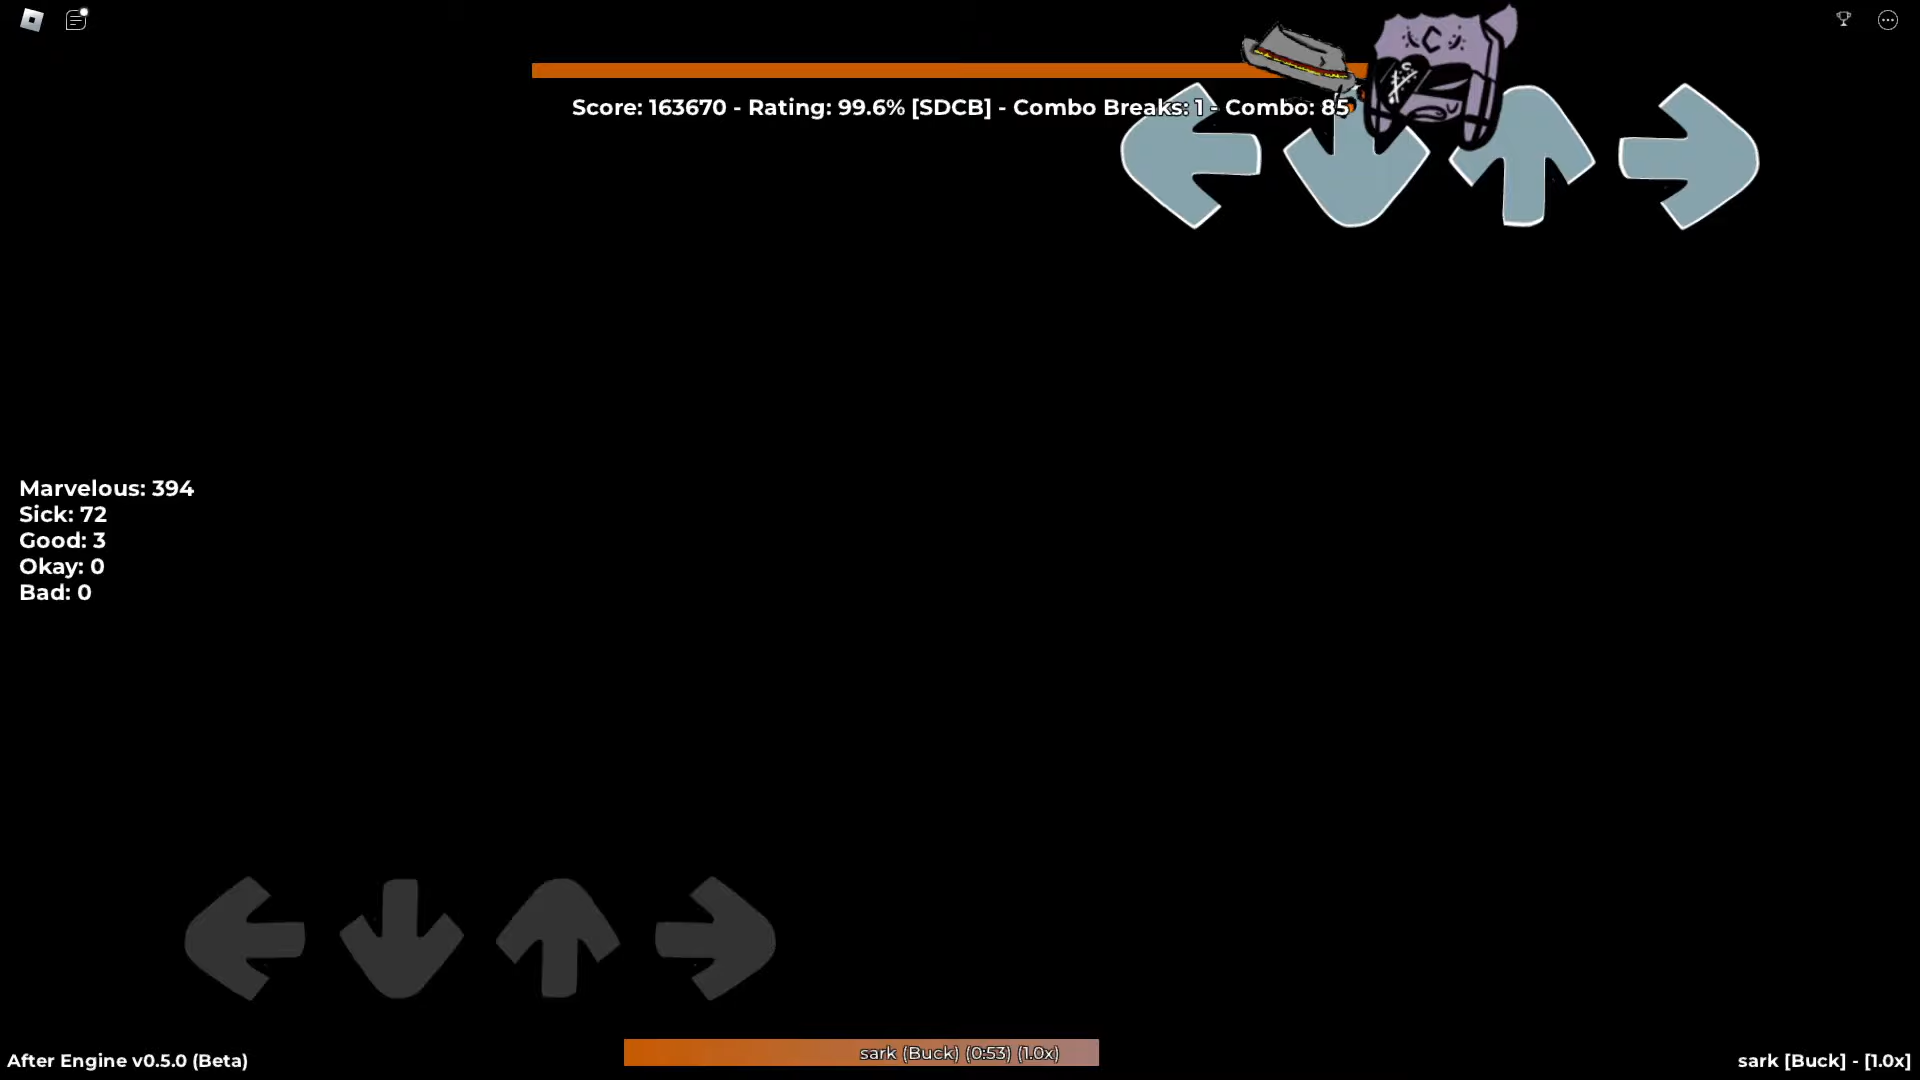 Score: 163670 - Rating: 99.6% [SDCB] - Combo Breaks: 1 - Combo: 85
Marvelous: 394
Sick: 72
Good: 3
Okay: 0
Bad: 0
sark (Buck) (0:53) (1.0x)
After Engine v0.5.0 (Beta)
sark [Buck] - [1.0x]